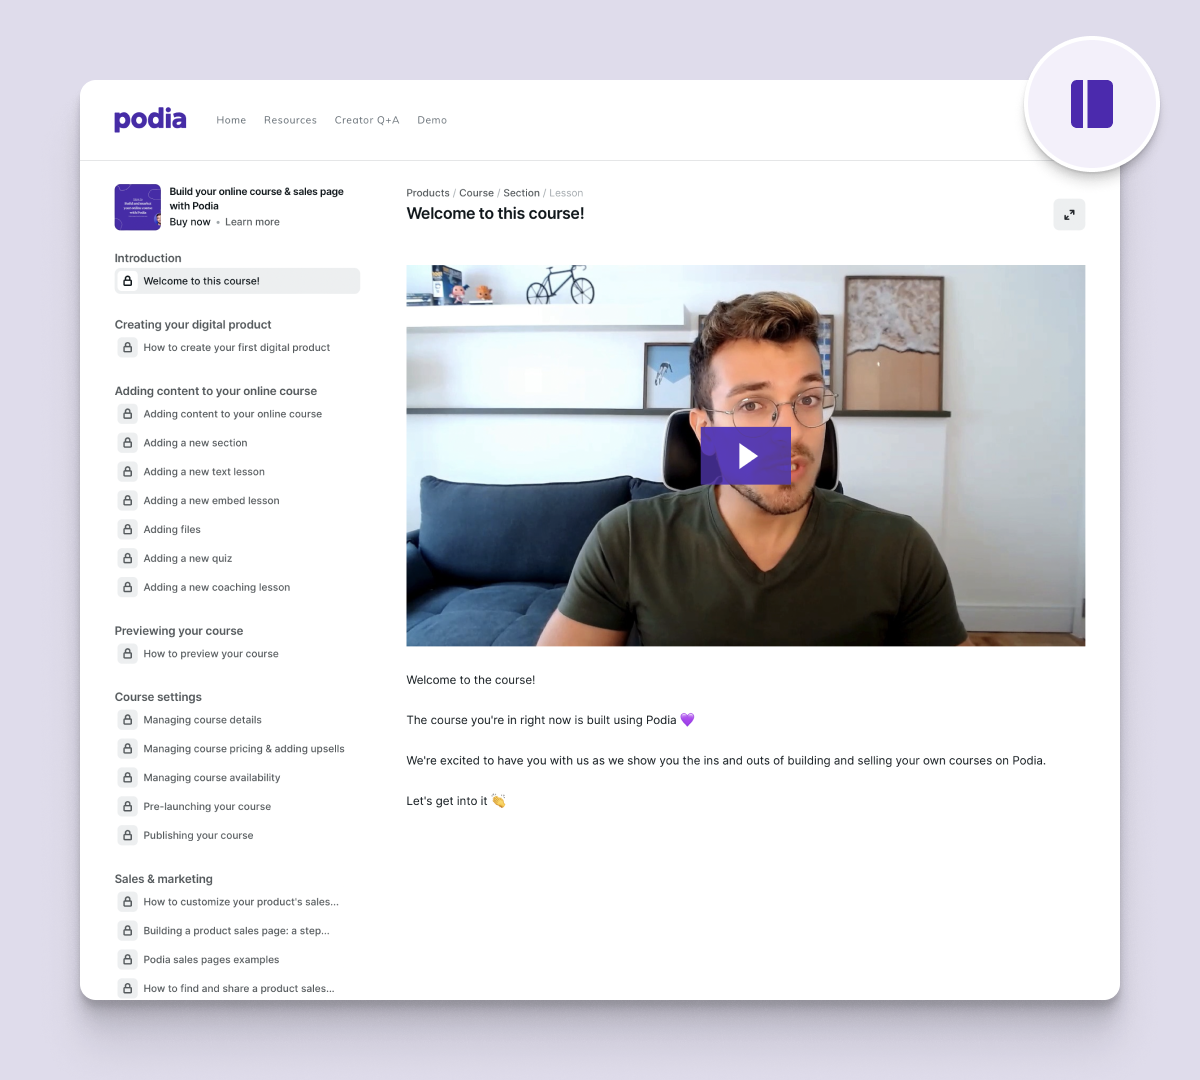 podia
Home
Resources
Creator Q+A
Demo
Build your online course & sales page
with Podia
Buy now • Learn more
Introduction
Welcome to this course!
Creating your digital product
How to create your first digital product
Adding content to your online course
Adding content to your online course
Adding a new section
Adding a new text lesson
Adding a new embed lesson
Adding files
Adding a new quiz
Adding a new coaching lesson
Previewing your course
How to preview your course
Course settings
Managing course details
Managing course pricing & adding upsells
Managing course availability
Pre-launching your course
Publishing your course
Sales & marketing
How to customize your product's sales...
Building a product sales page: a step...
Podia sales pages examples
How to find and share a product sales...
Products / Course / Section / Lesson
Welcome to this course!
Welcome to the course!
The course you're in right now is built using Podia 💜
We're excited to have you with us as we show you the ins and outs of building and selling your own courses on Podia.
Let's get into it 👏